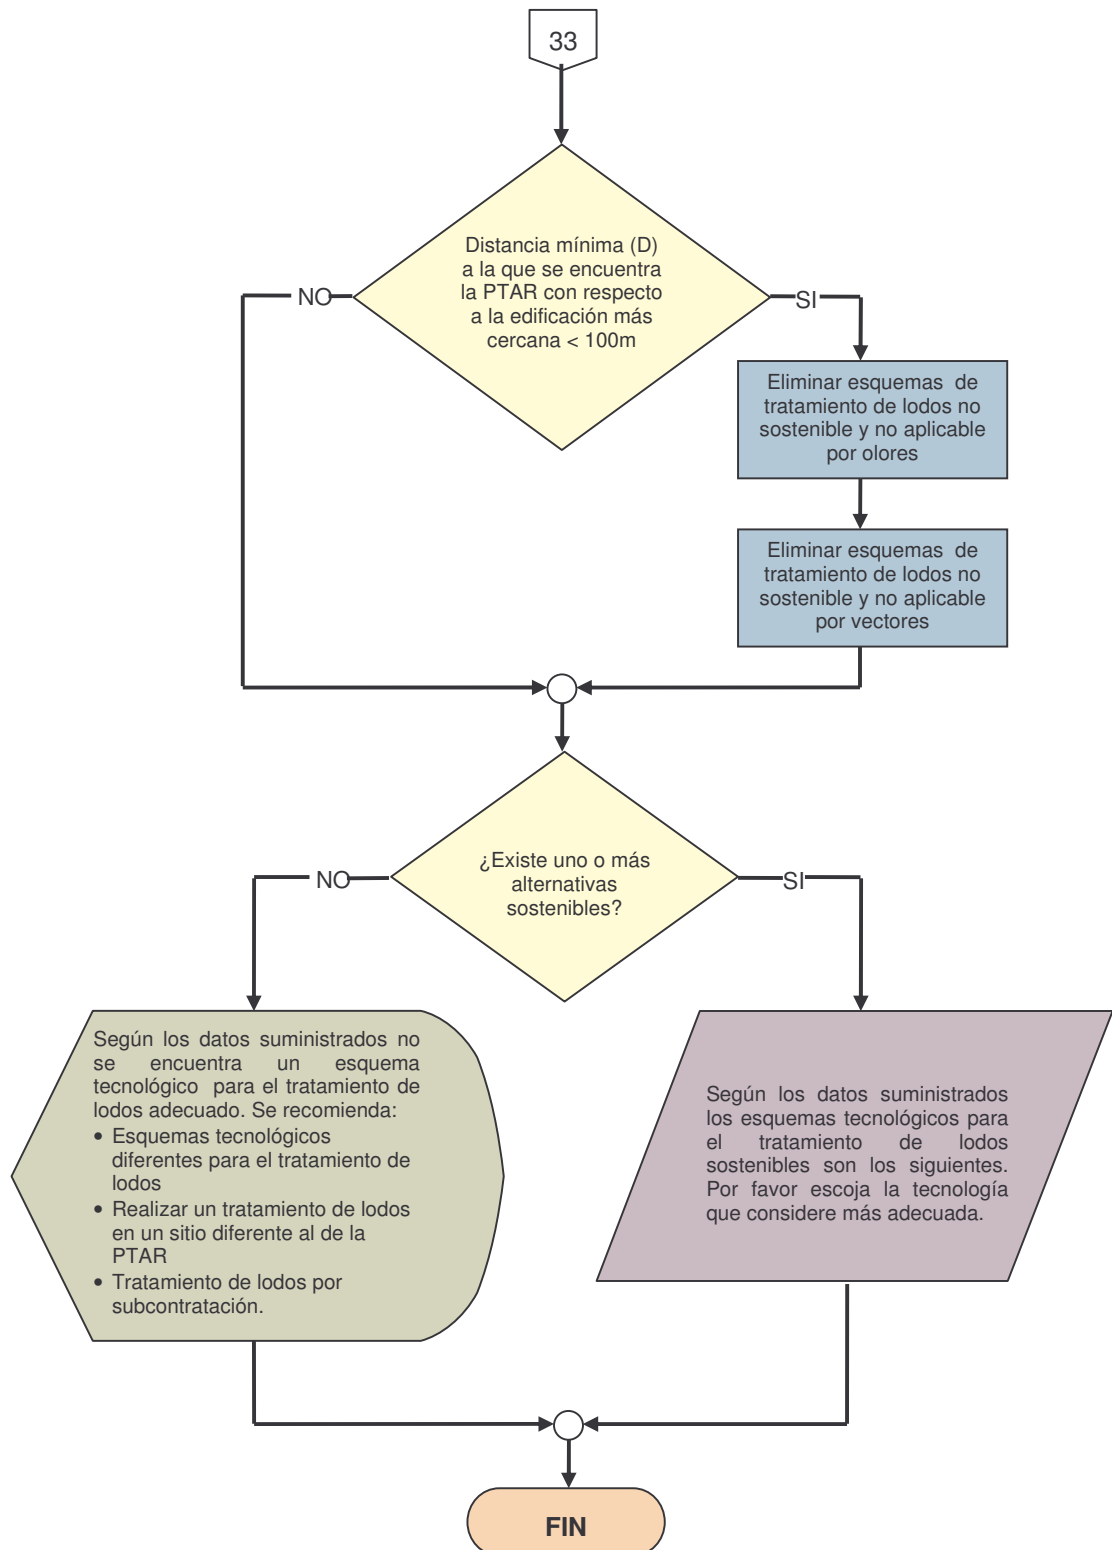 33
Distancia mínima (D)
a la que se encuentra
la PTAR con respecto
a la edificación más
cercana < 100m
NO
SI
Eliminar esquemas de
tratamiento de lodos no
sostenible y no aplicable
por olores
Eliminar esquemas de
tratamiento de lodos no
sostenible y no aplicable
por vectores
¿Existe uno o más
alternativas
sostenibles?
NO
SI
Según los datos suministrados no
se encuentra un esquema
tecnológico para el tratamiento de
lodos adecuado. Se recomienda:
• Esquemas tecnológicos
diferentes para el tratamiento de
lodos
• Realizar un tratamiento de lodos
en un sitio diferente al de la
PTAR
• Tratamiento de lodos por
subcontratación.
Según los datos suministrados
los esquemas tecnológicos para
el tratamiento de lodos
sostenibles son los siguientes.
Por favor escoja la tecnología
que considere más adecuada.
FIN